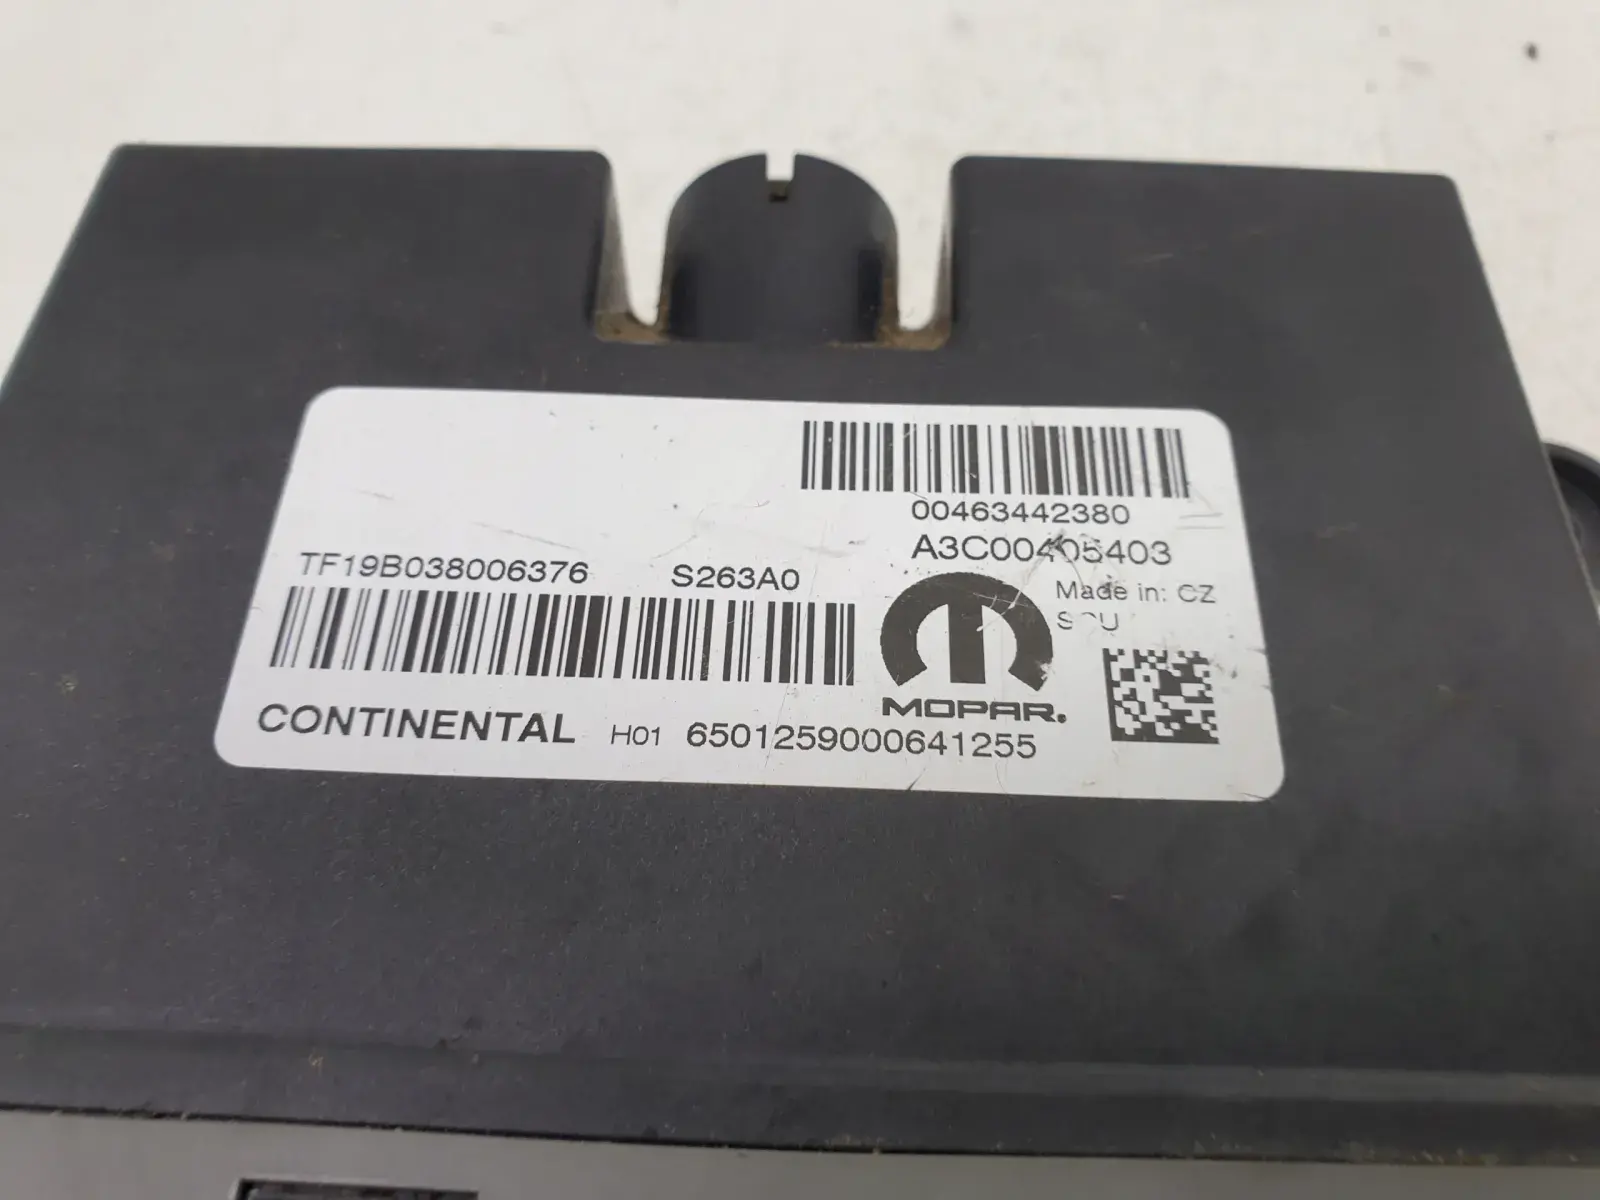 00463442380
A3C00405403
TF19B038006376 S263A0
Made in: CZ
MOPAR.
CONTINENTAL H01 6501259000641255